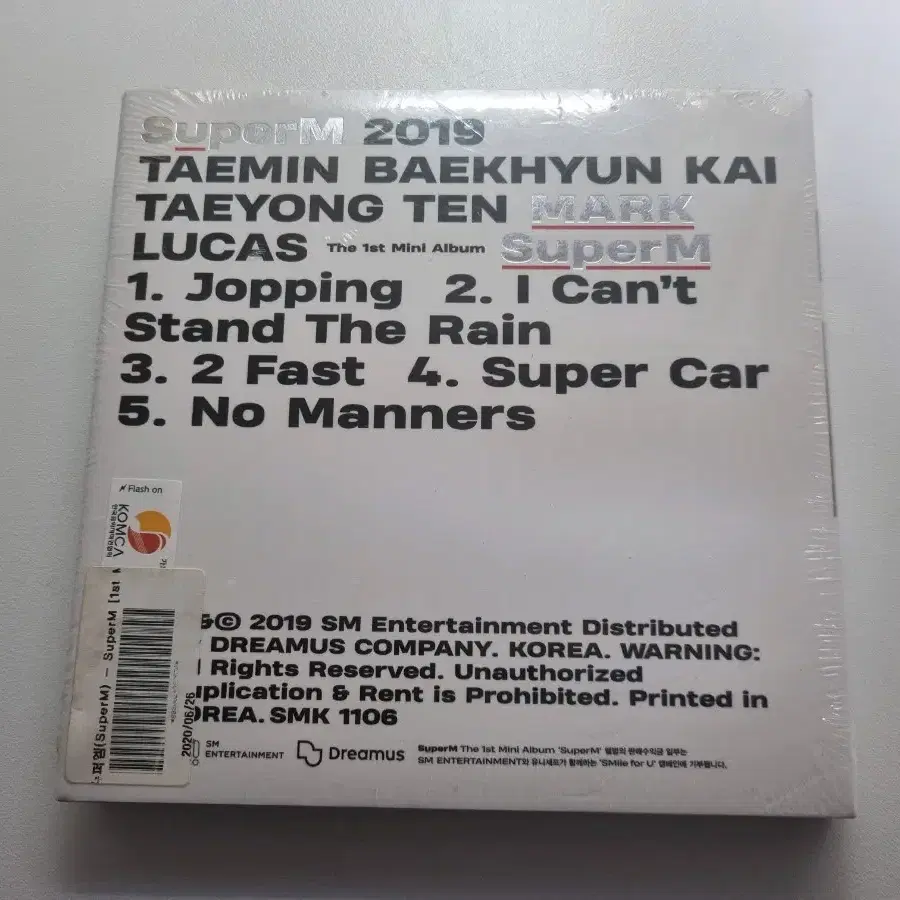 SuperM 2019
TAEMIN BAEKHYUN KAI
TAEYONG TEN MARK
LUCAS The 1st Mini Album SuperM
1. Jopping 2. I Can't
Stand The Rain
3. 2 Fast 4. Super Car
5. No Manners
Flash on
KOMCA
퍼엠(SuperM) - SuperM [1st
2020/06/26
&© 2019 SM Entertainment Distributed
DREAMUS COMPANY. KOREA. WARNING:
Rights Reserved. Unauthorized
uplication & Rent is Prohibited. Printed in
OREA. SMK 1106
SM
ENTERTAINMENT
Dreamus
SuperM The 1st Mini Album 'SuperM' 앨범의 판매수익금 일부는
SM ENTERTAINMENT와 유니세프가 함께하는 'SMile for U' 캠페인에 기부됩니다.